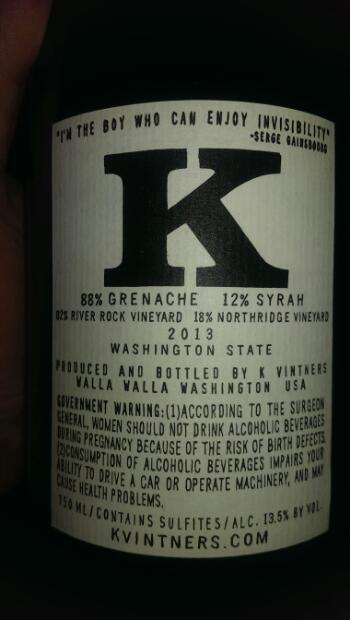 "I'M THE BOY WHO CAN ENJOY INVISIBILITY"
-SERGE GAINSBOURG
K
88% GRENACHE 12% SYRAH
82% RIVER ROCK VINEYARD 18% NORTHRIDGE VINEYARD
2013
WASHINGTON STATE
PRODUCED AND BOTTLED BY K VINTNERS
WALLA WALLA WASHINGTON USA
GOVERNMENT WARNING:(1)ACCORDING TO THE SURGEON
GENERAL, WOMEN SHOULD NOT DRINK ALCOHOLIC BEVERAGES
DURING PREGNANCY BECAUSE OF THE RISK OF BIRTH DEFECTS.
(2)CONSUMPTION OF ALCOHOLIC BEVERAGES IMPAIRS YOUR
ABILITY TO DRIVE A CAR OR OPERATE MACHINERY, AND MAY
CAUSE HEALTH PROBLEMS.
750 ML/CONTAINS SULFITES/ALC. 13.5% BY VOL.
KVINTNERS.COM